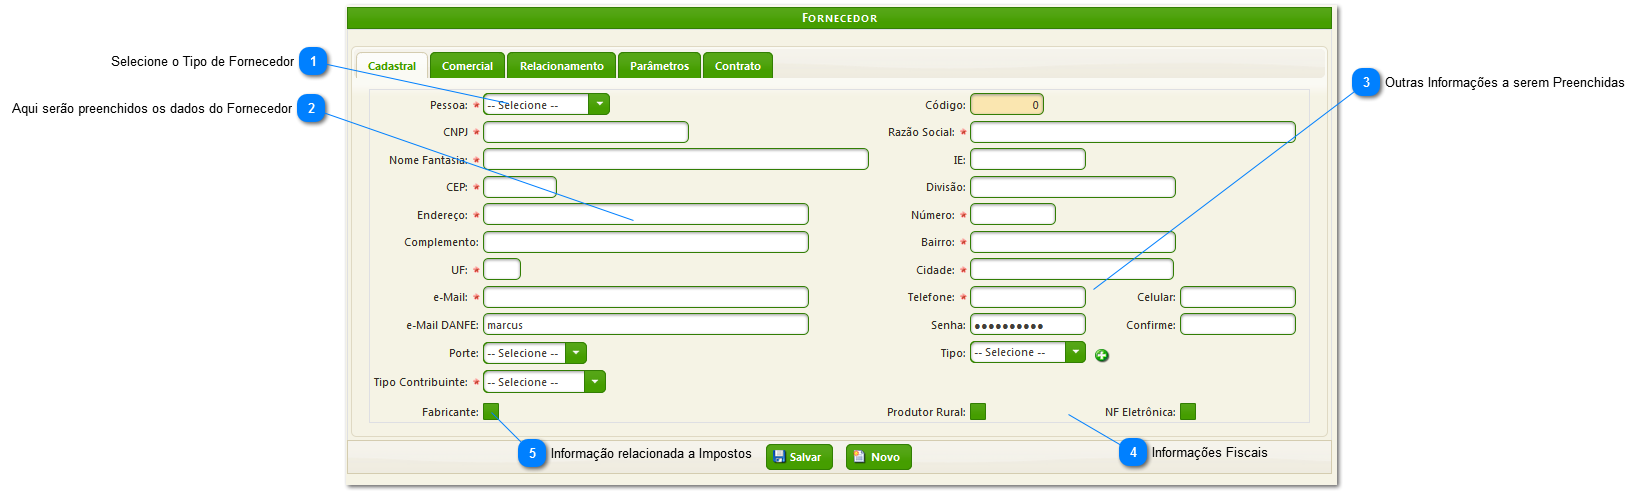 FORNECEDOR
Cadastral Comercial Relacionamento Parâmetros Contrato
Selecione o Tipo de Fornecedor 1
3 Outras Informações a serem Preenchidas
Aqui serão preenchidos os dados do Fornecedor 2
Pessoa: * -- Selecione -- Código: 0
CNPJ * Razão Social: *
Nome Fantasia: * IE:
CEP: * Divisão:
Endereço: * Número: *
Complemento: Bairro: *
UF: * Cidade: *
e-Mail: * Telefone: * Celular:
e-Mail DANFE: marcus Senha: ●●●●●●●●●● Confirme:
Porte: -- Selecione -- Tipo: -- Selecione --
Tipo Contribuinte: * -- Selecione --
Fabricante: Produtor Rural: NF Eletrônica:
5 Informação relacionada a Impostos
4 Informações Fiscais
Salvar Novo